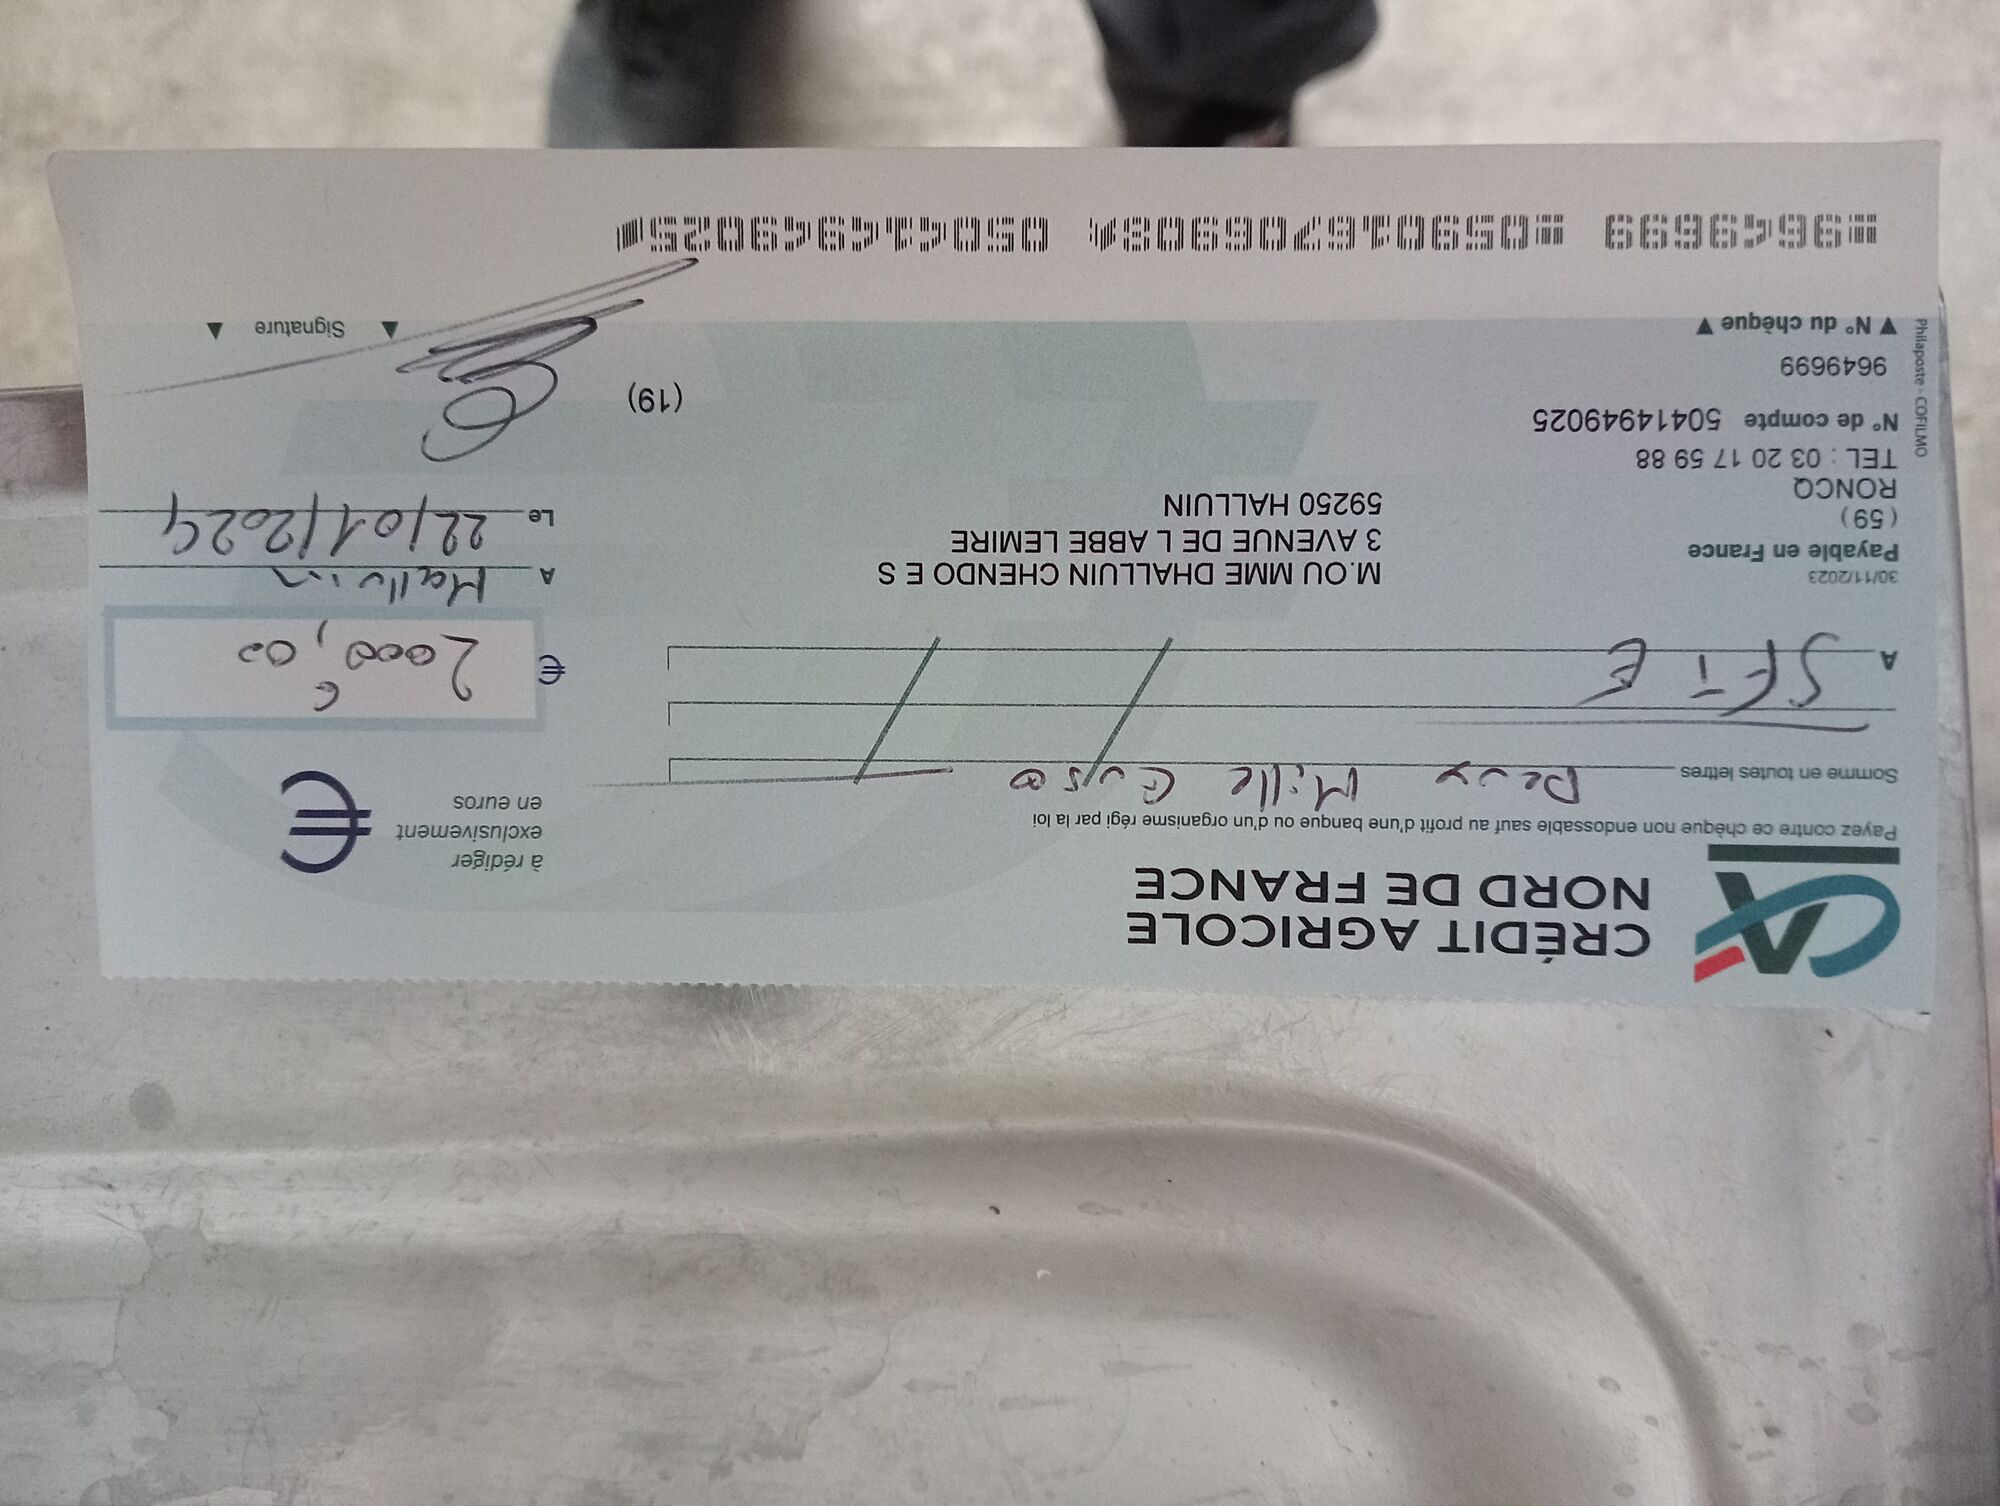 CRÉDIT AGRICOLE
NORD DE FRANCE
à rédiger
exclusivement
en euros
€
Payez contre ce chèque non endossable sauf au profit d'une banque ou d'un organisme régi par la loi
Somme en toutes lettres Deux Mille Euros
A SFTE
€ 2000,00
30/11/2023
Payable en France
(59)
RONCQ
TEL : 03 20 17 59 88
N° de compte 50414949025
9649699
▼ N° du chèque ▼
Philaposte - COFILMO
M.OU MME DHALLUIN CHENDO E S
3 AVENUE DE L ABBE LEMIRE
59250 HALLUIN
(19)
A Halluin
Le 22/01/2024
▲ Signature ▲
9649699 059016706908 050414949025